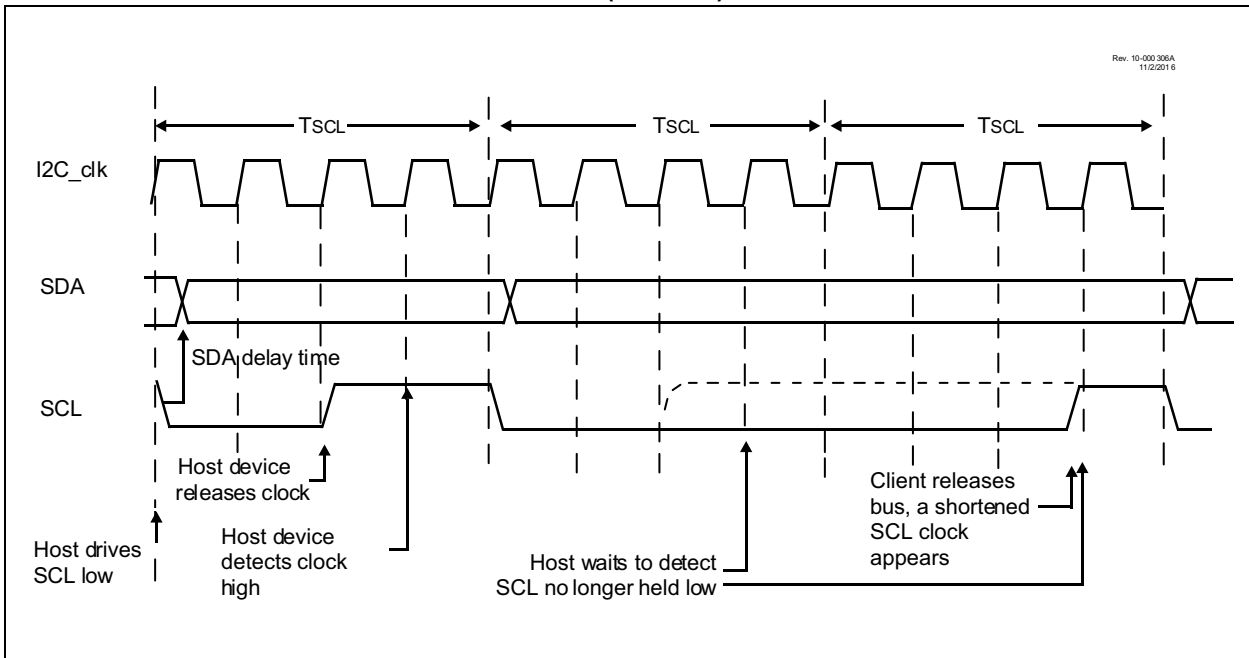 Rev. 10-000306A
11/2/2016
TSCL
TSCL
TSCL
I2C_clk
SDA
SDA delay time
SCL
Host device
releases clock
Host drives
SCL low
Host device
detects clock
high
Host waits to detect
SCL no longer held low
Client releases
bus, a shortened
SCL clock
appears